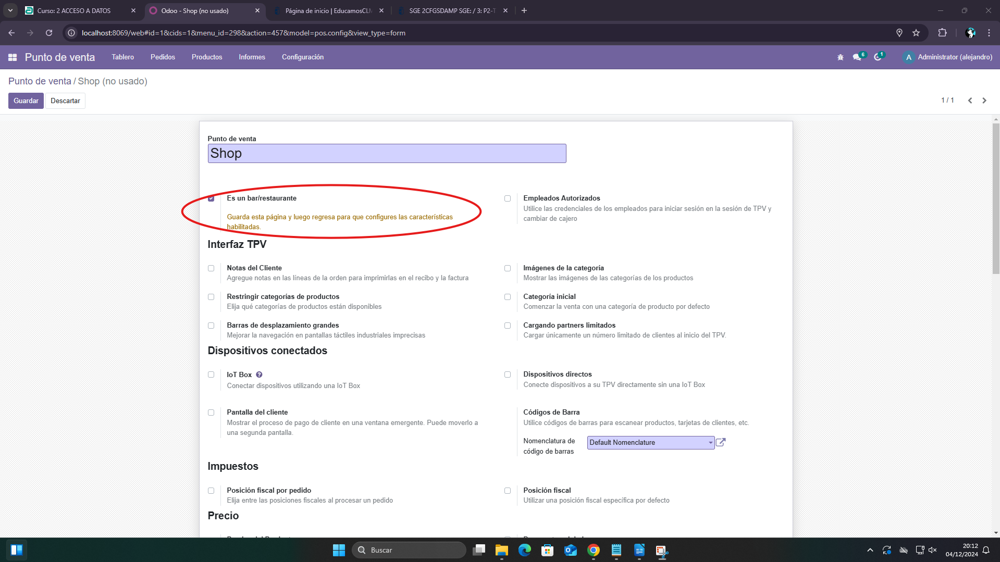 Curso: 2 ACCESO A DATOS
Odoo - Shop (no usado)
Página de inicio | EducamosCLM
SGE 2CFGSDAMP SGE: / 3: P2-T
localhost:8069/web#id=1&cids=1&menu_id=298&action=457&model=pos.config&view_type=form
Punto de venta
Tablero
Pedidos
Productos
Informes
Configuración
6
1
A
Administrator (alejandro)
Punto de venta / Shop (no usado)
Guardar
Descartar
1 / 1
Punto de venta
Shop
Es un bar/restaurante
Guarda esta página y luego regresa para que configures las características
habilitadas.
Empleados Autorizados
Utilice las credenciales de los empleados para iniciar sesión en la sesión de TPV y
cambiar de cajero
Interfaz TPV
Notas del Cliente
Agregue notas en las líneas de la orden para imprimirlas en el recibo y la factura
Imágenes de la categoría
Mostrar las imágenes de las categorías de los productos
Restringir categorías de productos
Elija qué categorías de productos están disponibles
Categoría inicial
Comenzar la venta con una categoría de producto por defecto
Barras de desplazamiento grandes
Mejorar la navegación en pantallas táctiles industriales imprecisas
Cargando partners limitados
Cargar únicamente un número limitado de clientes al inicio del TPV.
Dispositivos conectados
IoT Box ?
Conectar dispositivos utilizando una IoT Box
Dispositivos directos
Conecte dispositivos a su TPV directamente sin una IoT Box
Pantalla del cliente
Mostrar el proceso de pago de cliente en una ventana emergente. Puede moverlo a
una segunda pantalla.
Códigos de Barra
Utilice códigos de barras para escanear productos, tarjetas de clientes, etc.
Nomenclatura de
código de barras
Default Nomenclature
Impuestos
Posición fiscal por pedido
Elija entre las posiciones fiscales al procesar un pedido
Posición fiscal
Utilizar una posición fiscal específica por defecto
Precio
Buscar
20:12
04/12/2024